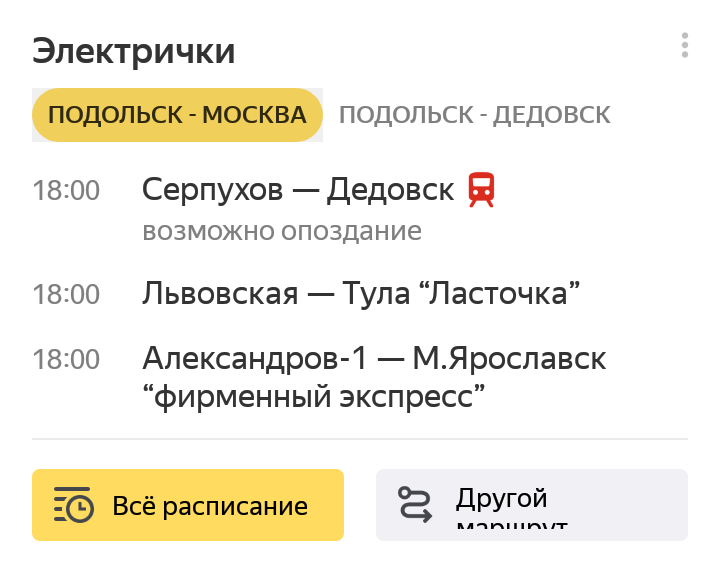 Электрички
ПОДОЛЬСК - МОСКВА ПОДОЛЬСК - ДЕДОВСК
18:00 Серпухов — Дедовск
возможно опоздание
18:00 Львовская — Тула “Ласточка”
18:00 Александров-1 — М.Ярославск
“фирменный экспресс”
Всё расписание
Другой
маршрут